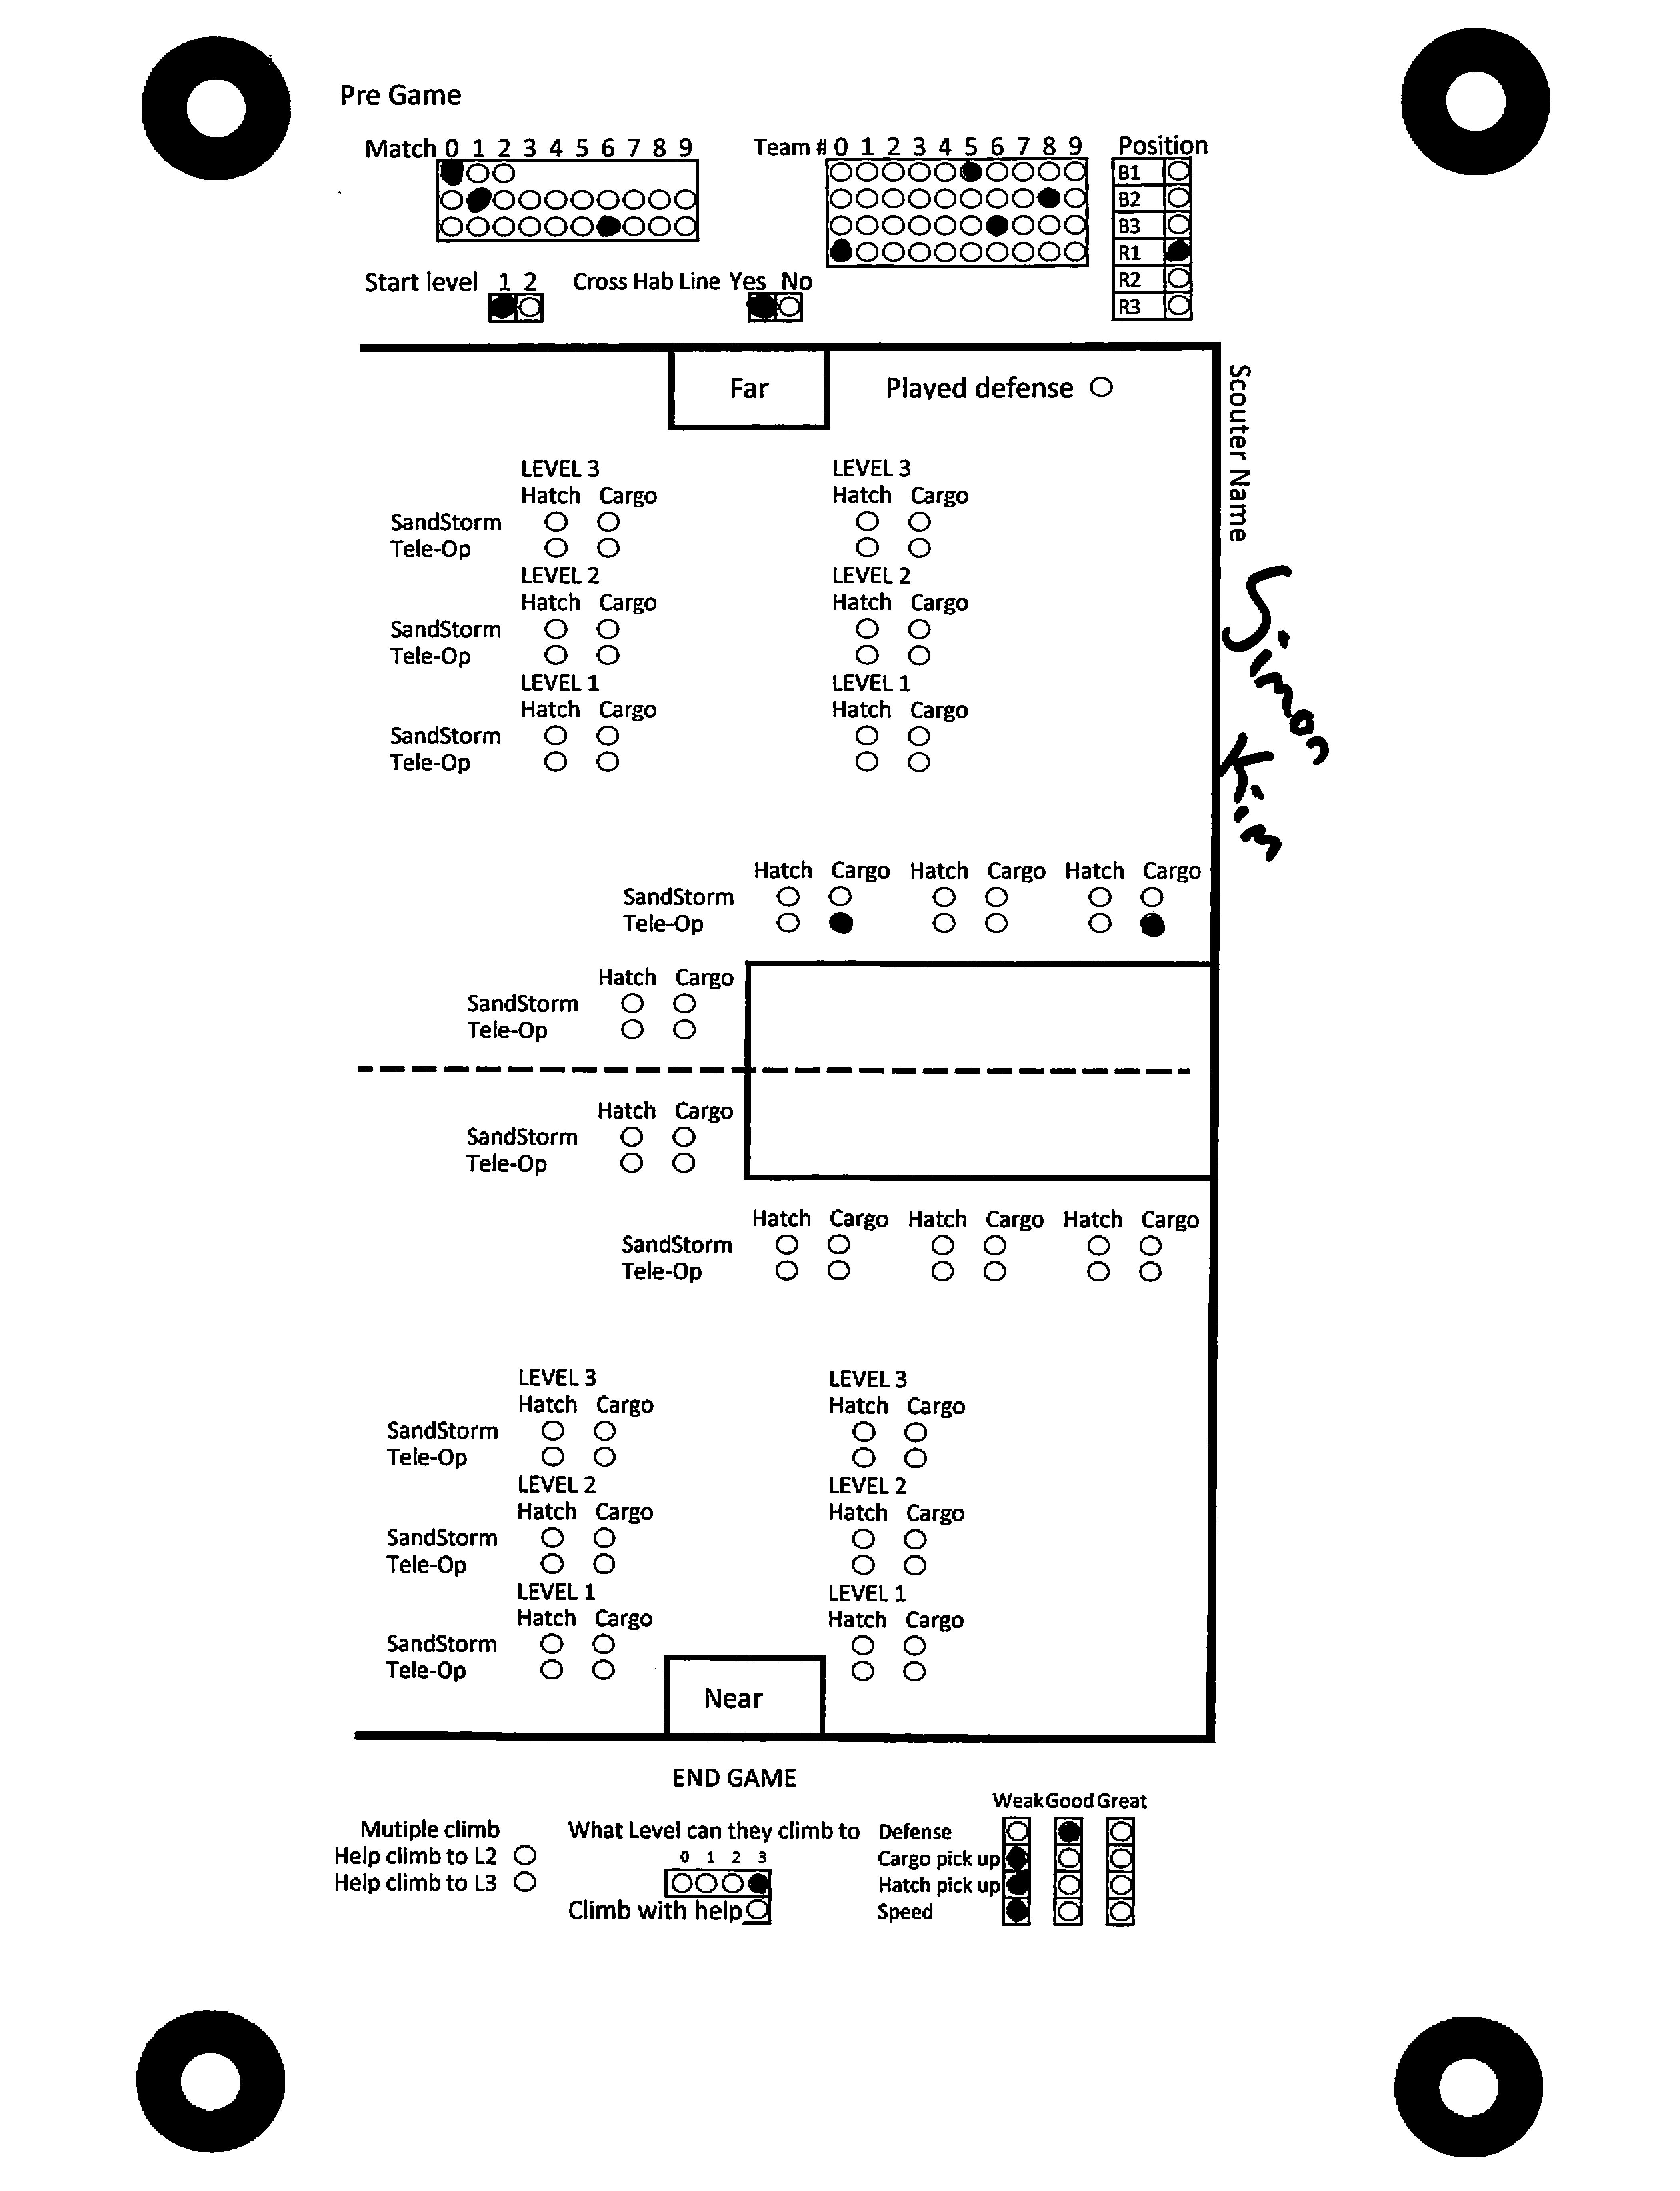 Pre Game
Match 0 1 2 3 4 5 6 7 8 9
Team # 0 1 2 3 4 5 6 7 8 9
Position
B1
B2
B3
R1
R2
R3
Start level 1 2
Cross Hab Line Yes No
Far
Played defense
Scouter Name
Simon Kim
LEVEL 3 LEVEL 3
Hatch Cargo Hatch Cargo
SandStorm
Tele-Op
LEVEL 2 LEVEL 2
Hatch Cargo Hatch Cargo
SandStorm
Tele-Op
LEVEL 1 LEVEL 1
Hatch Cargo Hatch Cargo
SandStorm
Tele-Op
Hatch Cargo Hatch Cargo Hatch Cargo
SandStorm
Tele-Op
Hatch Cargo
SandStorm
Tele-Op
Hatch Cargo
SandStorm
Tele-Op
Hatch Cargo Hatch Cargo Hatch Cargo
SandStorm
Tele-Op
LEVEL 3 LEVEL 3
Hatch Cargo Hatch Cargo
SandStorm
Tele-Op
LEVEL 2 LEVEL 2
Hatch Cargo Hatch Cargo
SandStorm
Tele-Op
LEVEL 1 LEVEL 1
Hatch Cargo Hatch Cargo
SandStorm
Tele-Op
Near
END GAME
Mutiple climb
Help climb to L2
Help climb to L3
What Level can they climb to
0 1 2 3
Climb with help
Weak Good Great
Defense
Cargo pick up
Hatch pick up
Speed